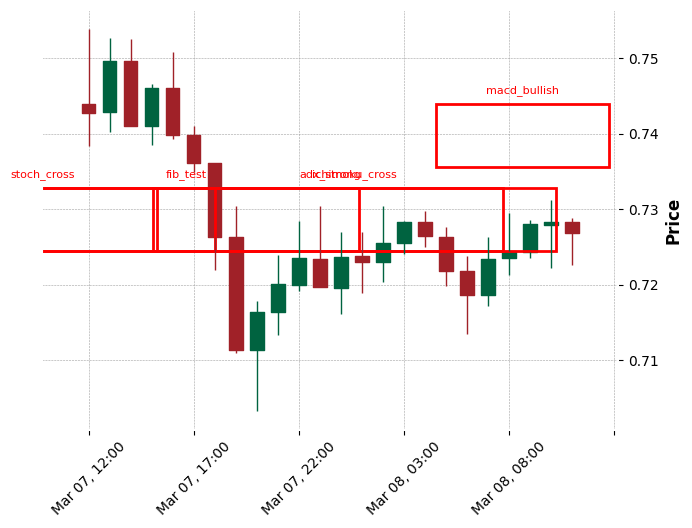 0.75
macd_bullish
0.74
stoch_cross
fib_test
ichimoku_cross
0.73
Price
0.72
0.71
Mar 07, 12:00
Mar 07, 17:00
Mar 07, 22:00
Mar 08, 03:00
Mar 08, 08:00